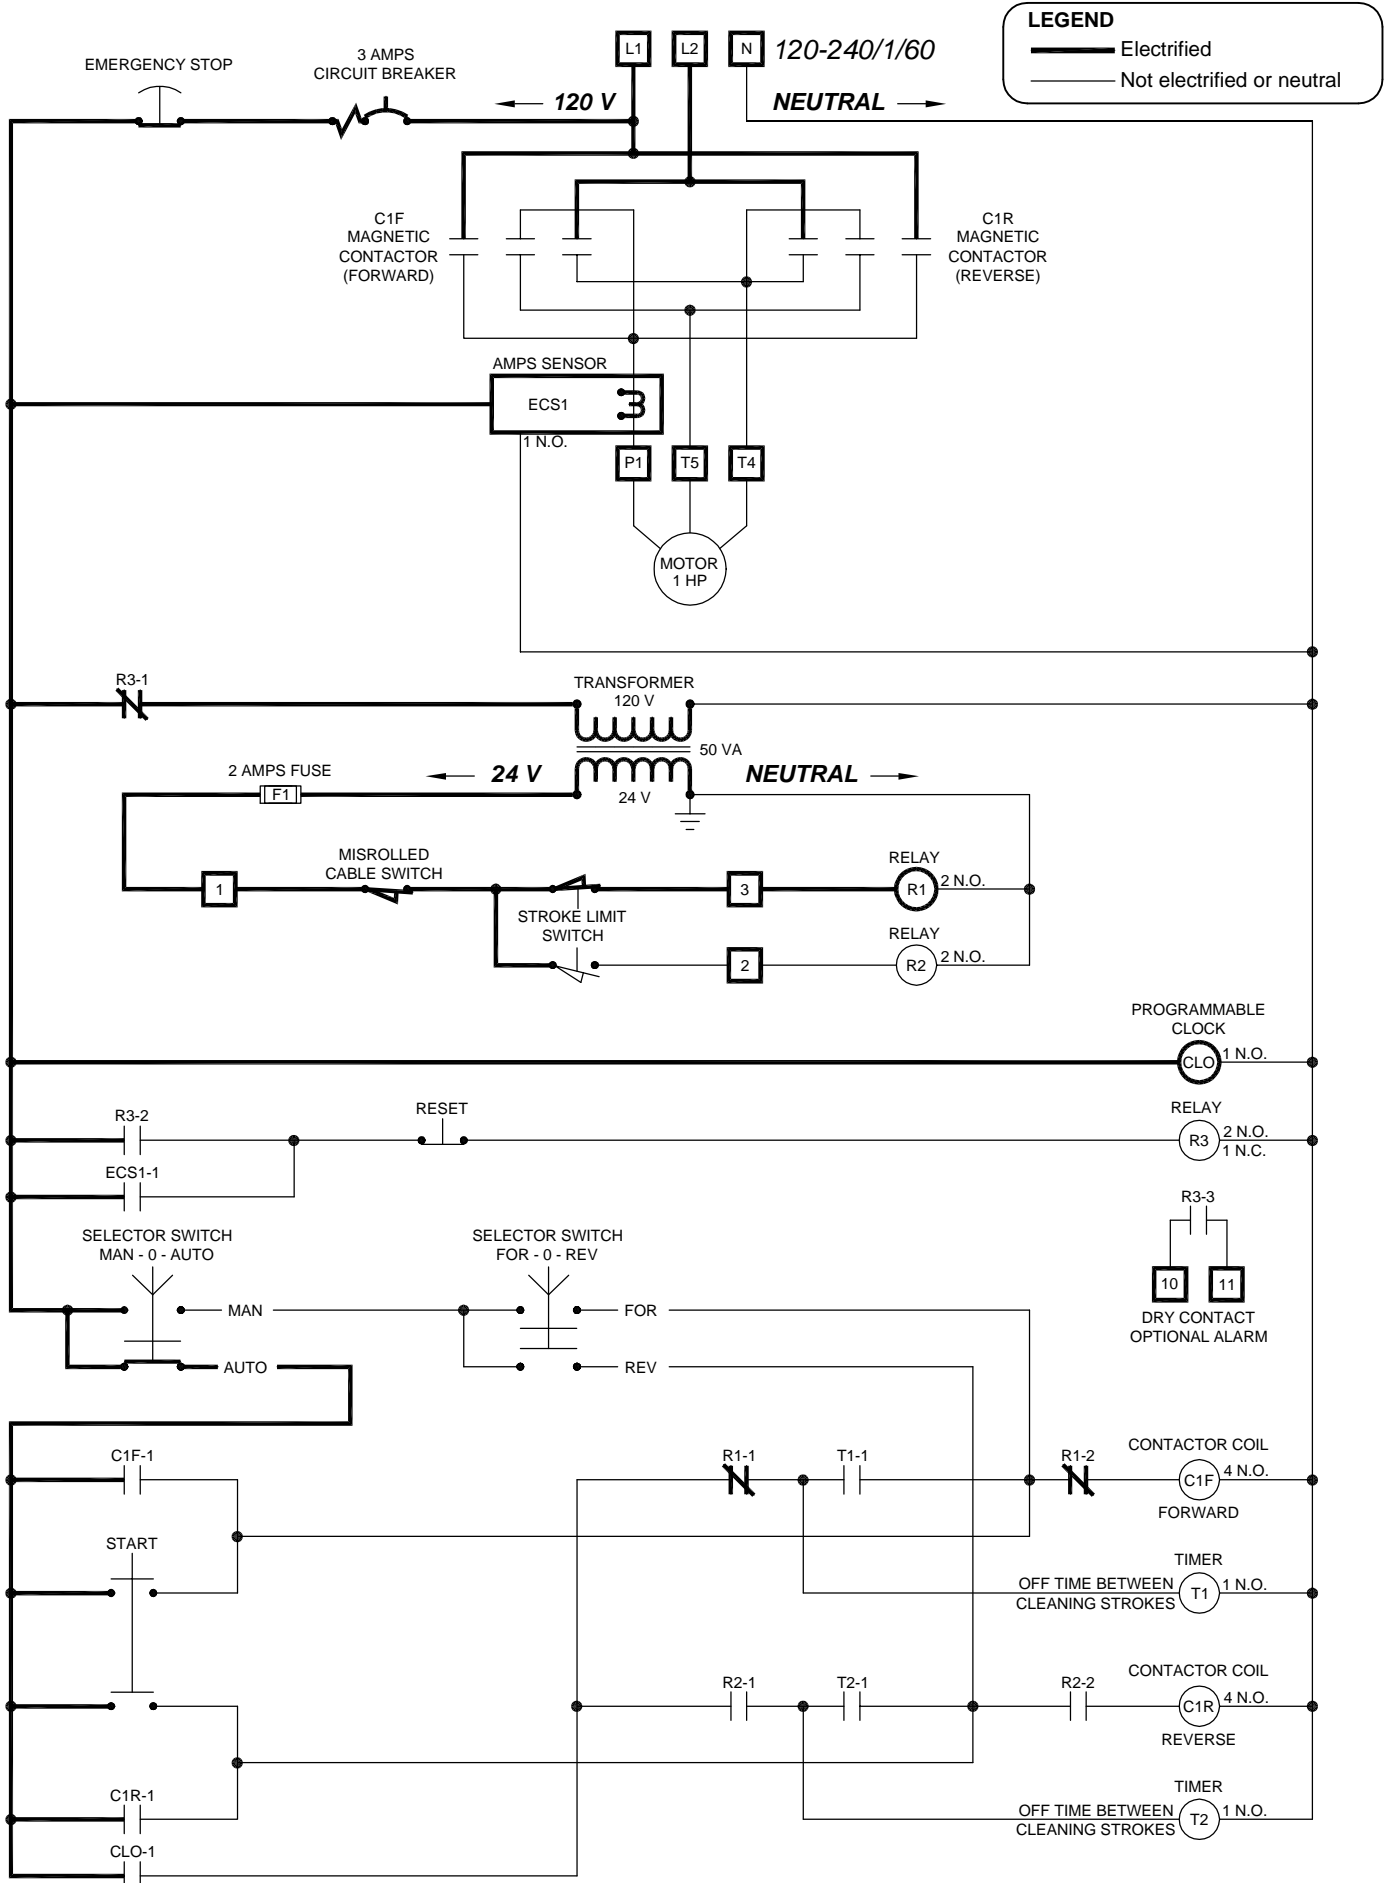 LEGEND
Electrified
Not electrified or neutral
L1 L2 N 120-240/1/60
EMERGENCY STOP
3 AMPS
CIRCUIT BREAKER
120 V
NEUTRAL
C1F
MAGNETIC
CONTACTOR
(FORWARD)
C1R
MAGNETIC
CONTACTOR
(REVERSE)
AMPS SENSOR
ECS1
1 N.O.
P1 T5 T4
MOTOR
1 HP
R3-1
TRANSFORMER
120 V
50 VA
2 AMPS FUSE
F1
24 V
NEUTRAL
24 V
MISROLLED
CABLE SWITCH
1
STROKE LIMIT
SWITCH
3
RELAY
R1 2 N.O.
2
RELAY
R2 2 N.O.
PROGRAMMABLE
CLOCK
CLO 1 N.O.
R3-2
RESET
RELAY
R3 2 N.O.
1 N.C.
ECS1-1
R3-3
10 11
DRY CONTACT
OPTIONAL ALARM
SELECTOR SWITCH
MAN - 0 - AUTO
SELECTOR SWITCH
FOR - 0 - REV
MAN
FOR
AUTO
REV
C1F-1
R1-1
T1-1
R1-2
CONTACTOR COIL
C1F 4 N.O.
FORWARD
START
TIMER
OFF TIME BETWEEN
CLEANING STROKES
T1 1 N.O.
R2-1
T2-1
R2-2
CONTACTOR COIL
C1R 4 N.O.
REVERSE
C1R-1
TIMER
OFF TIME BETWEEN
CLEANING STROKES
T2 1 N.O.
CLO-1